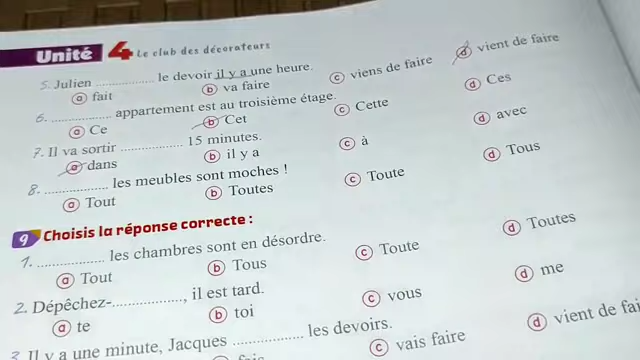 Unité 4 Le club des décorateurs
5. Julien .................. le devoir il y a une heure.
a fait b va faire c viens de faire d vient de faire
6. .................. appartement est au troisième étage.
a Ce b Cet c Cette d Ces
7. Il va sortir .................. 15 minutes.
a dans b il y a c à d avec
8. .................. les meubles sont moches !
a Tout b Toutes c Toute d Tous
9 Choisis la réponse correcte :
1. .................. les chambres sont en désordre.
a Tout b Tous c Toute d Toutes
2. Dépêchez-.................., il est tard.
a te b toi c vous d me
3 Il y a une minute, Jacques .................. les devoirs.
c vais faire d vient de fai